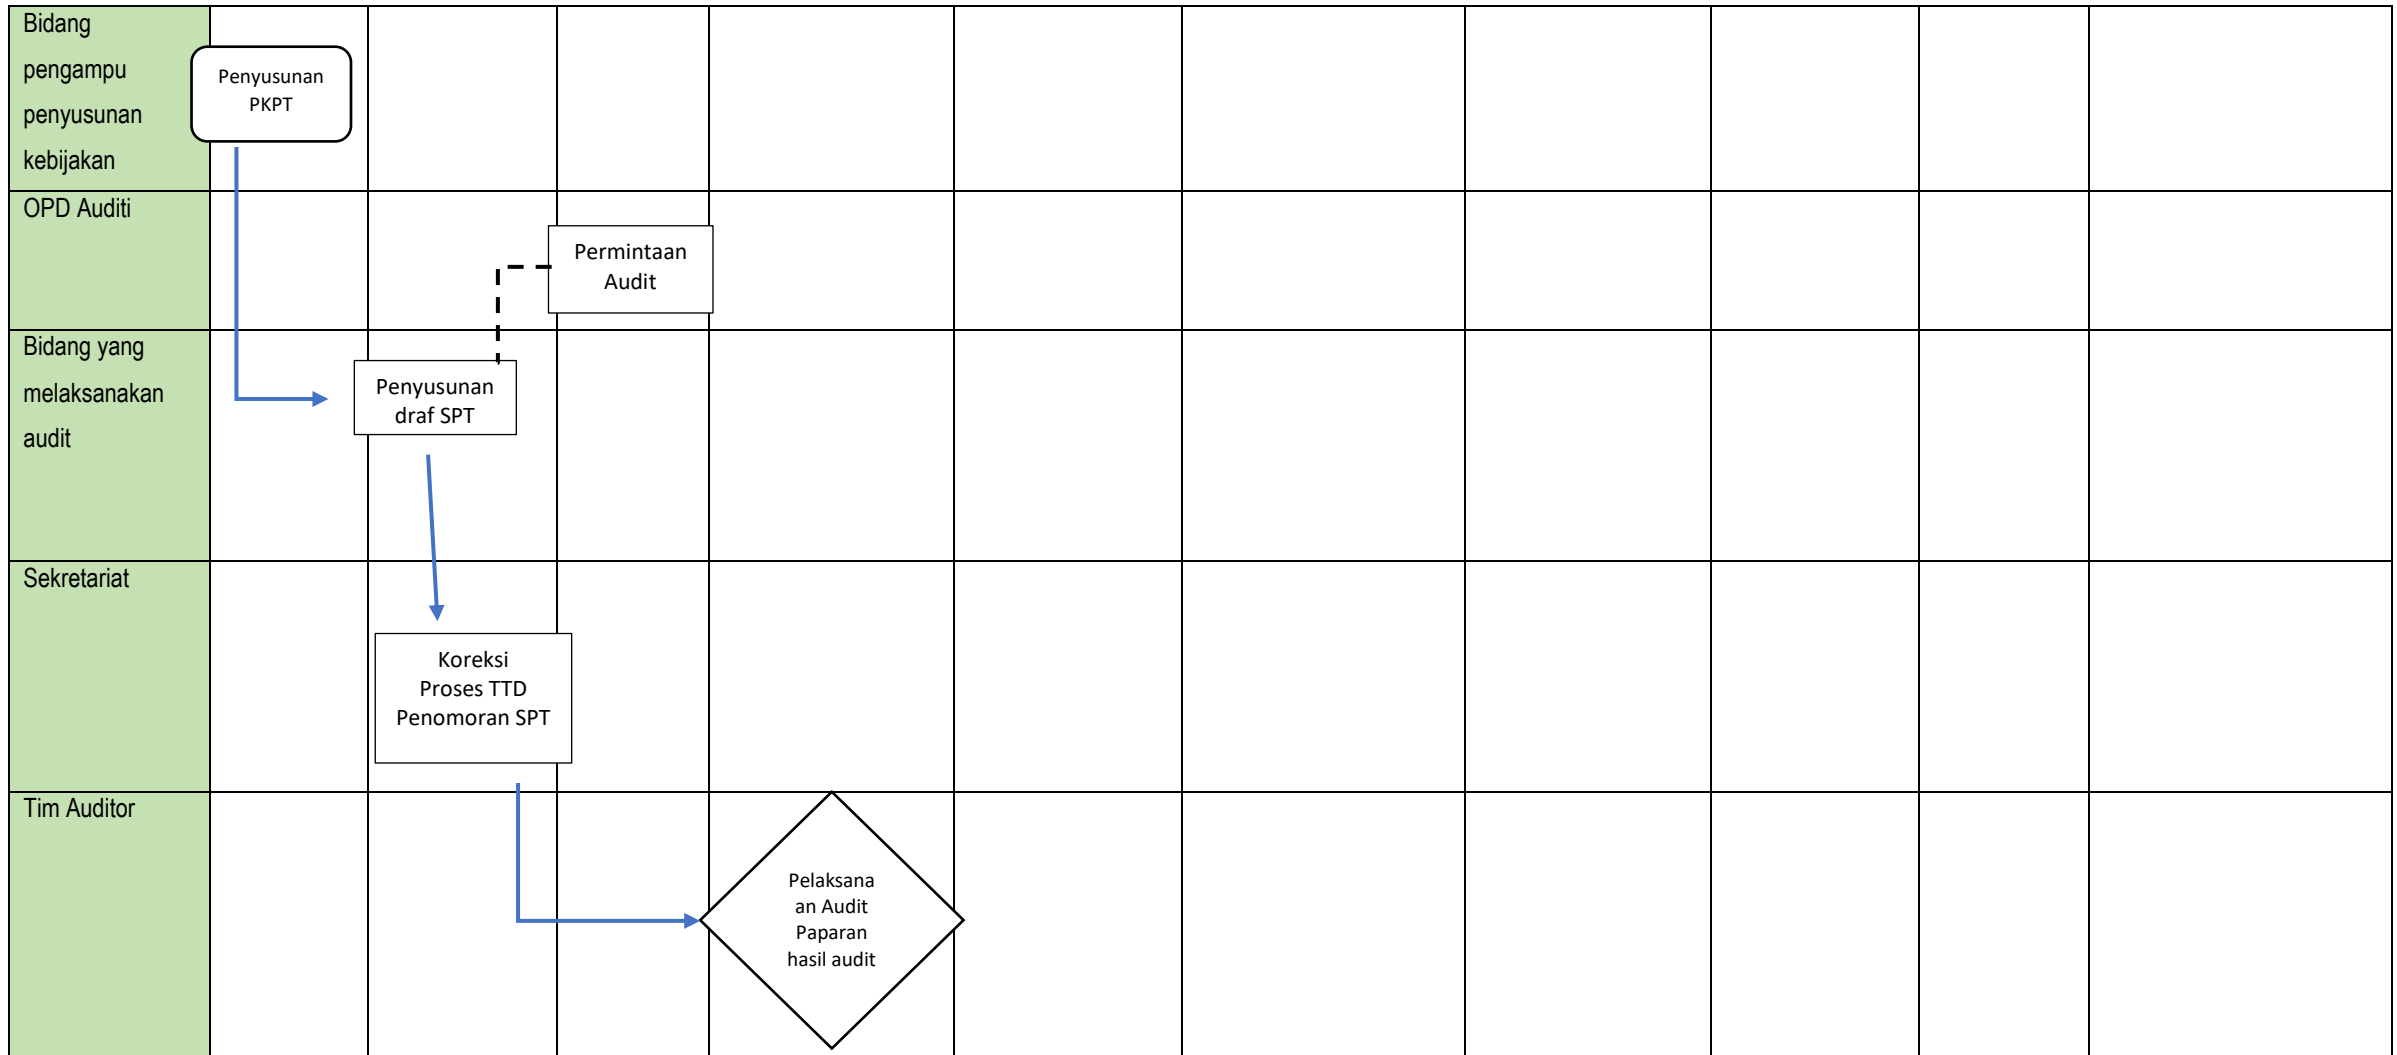 Bidang
pengampu
penyusunan
kebijakan
Penyusunan
PKPT
OPD Auditi
Permintaan
Audit
Bidang yang
melaksanakan
audit
Penyusunan
draf SPT
Sekretariat
Koreksi
Proses TTD
Penomoran SPT
Tim Auditor
Pelaksana
an Audit
Paparan
hasil audit